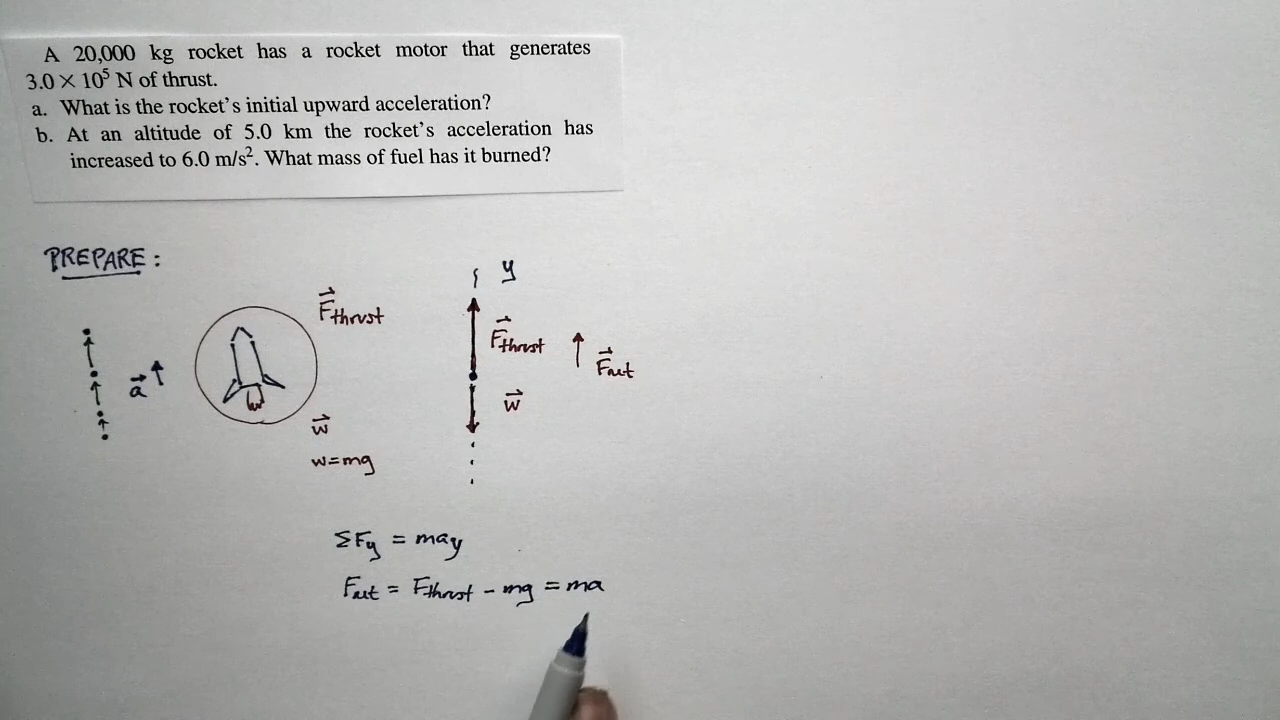 A 20,000 kg rocket has a rocket motor that generates
3.0 × 10⁵ N of thrust.
a. What is the rocket's initial upward acceleration?
b. At an altitude of 5.0 km the rocket's acceleration has
increased to 6.0 m/s². What mass of fuel has it burned?
PREPARE:
a⃗
F⃗thrust
w⃗
w=mg
y
F⃗thrust
F⃗net
w⃗
ΣFy = may
Fnet = Fthrust - mg = ma